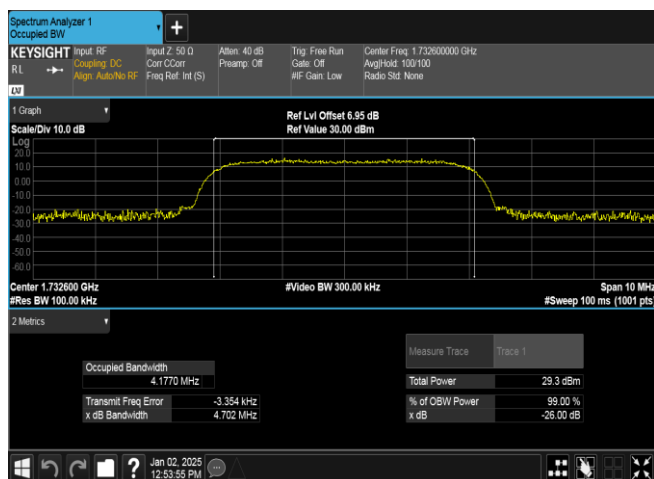 Spectrum Analyzer 1
Occupied BW
+
KEYSIGHT
RL
LXI
Input: RF
Coupling: DC
Align: Auto/No RF
Input Z: 50 Ω
Corr CCorr
Freq Ref: Int (S)
Atten: 40 dB
Preamp: Off
Trig: Free Run
Gate: Off
#IF Gain: Low
Center Freq: 1.732600000 GHz
Avg|Hold: 100/100
Radio Std: None
1 Graph
Scale/Div 10.0 dB
Ref Lvl Offset 6.95 dB
Ref Value 30.00 dBm
Log
20.0
10.0
0.00
-10.0
-20.0
-30.0
-40.0
-50.0
-60.0
Center 1.732600 GHz
#Res BW 100.00 kHz
#Video BW 300.00 kHz
Span 10 MHz
#Sweep 100 ms (1001 pts)
2 Metrics
Measure Trace Trace 1
Occupied Bandwidth
4.1770 MHz
Total Power 29.3 dBm
Transmit Freq Error -3.354 kHz
% of OBW Power 99.00 %
x dB Bandwidth 4.702 MHz
x dB -26.00 dB
?
Jan 02, 2025
12:53:55 PM